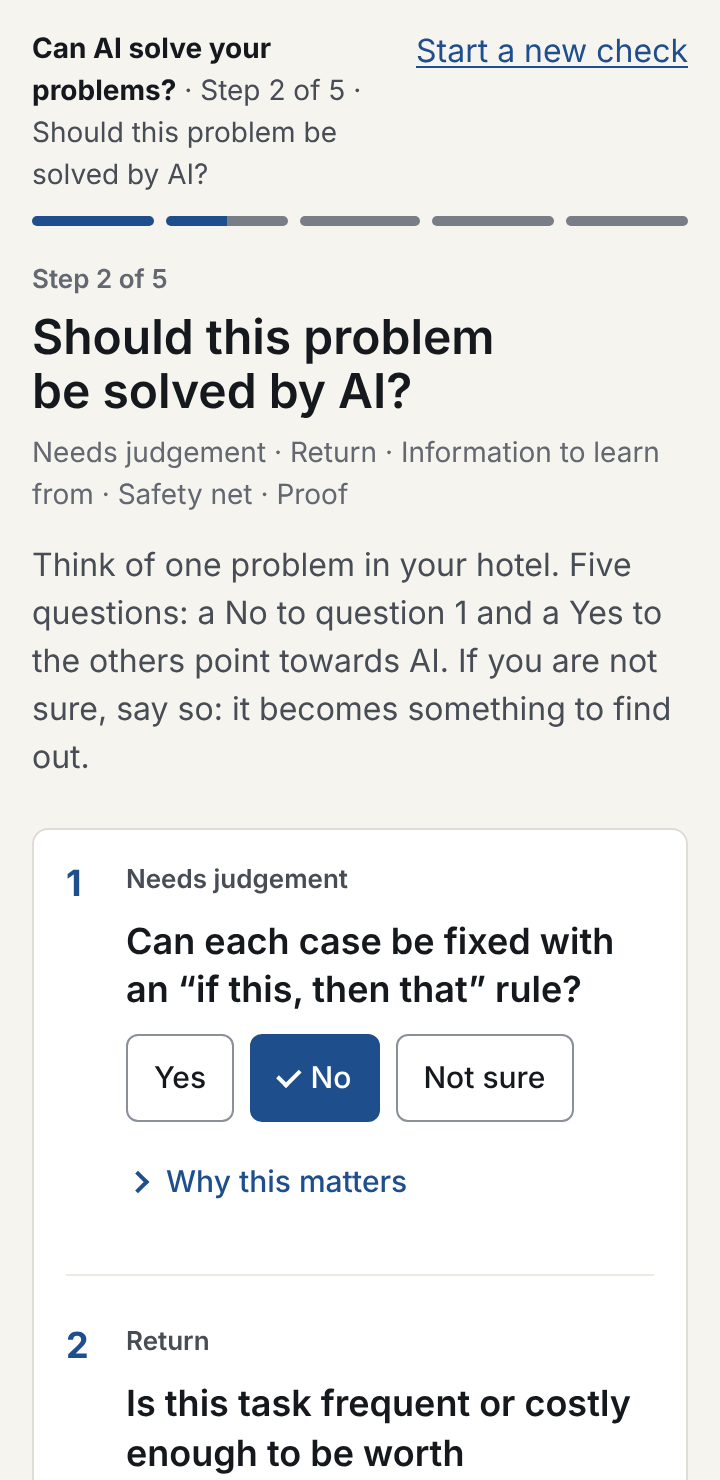 Can AI solve your
problems? · Step 2 of 5 ·
Should this problem be
solved by AI?
Start a new check
Step 2 of 5
Should this problem
be solved by AI?
Needs judgement · Return · Information to learn
from · Safety net · Proof
Think of one problem in your hotel. Five
questions: a No to question 1 and a Yes to
the others point towards AI. If you are not
sure, say so: it becomes something to find
out.
1 Needs judgement
Can each case be fixed with
an “if this, then that” rule?
Yes No Not sure
Why this matters
2 Return
Is this task frequent or costly
enough to be worth